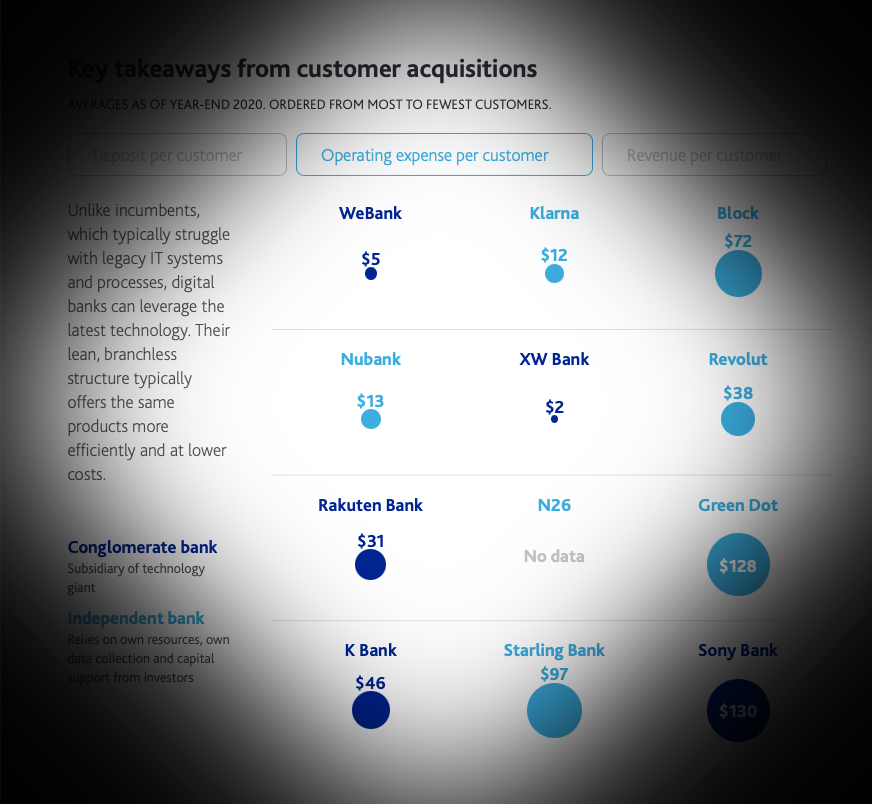 Key takeaways from customer acquisitions
AVERAGES AS OF YEAR-END 2020. ORDERED FROM MOST TO FEWEST CUSTOMERS.
Deposit per customer
Operating expense per customer
Revenue per customer
Unlike incumbents,
which typically struggle
with legacy IT systems
and processes, digital
banks can leverage the
latest technology. Their
lean, branchless
structure typically
offers the same
products more
efficiently and at lower
costs.
Conglomerate bank
Subsidiary of technology
giant
Independent bank
Relies on own resources, own
data collection and capital
support from investors
WeBank
$5
Klarna
$12
Block
$72
Nubank
$13
XW Bank
$2
Revolut
$38
Rakuten Bank
$31
N26
No data
Green Dot
$128
K Bank
$46
Starling Bank
$97
Sony Bank
$130